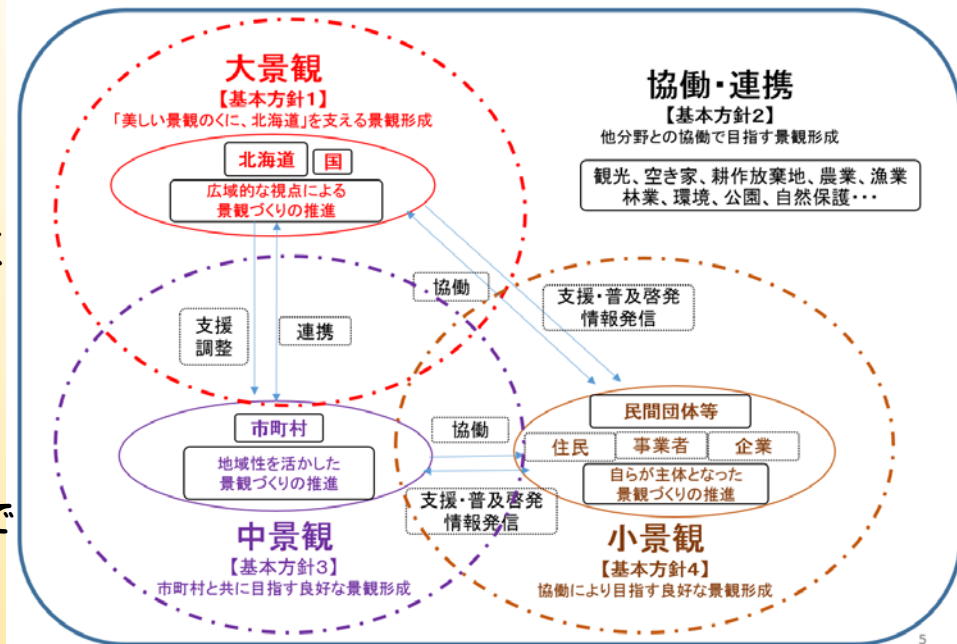 大景観
【基本方針1】
「美しい景観のくに、北海道」を支える景観形成
北海道
国
広域的な視点による
景観づくりの推進
協働・連携
【基本方針2】
他分野との協働で目指す景観形成
観光、空き家、耕作放棄地、農業、漁業
林業、環境、公園、自然保護・・・
協働
支援・普及啓発
情報発信
支援
調整
連携
市町村
地域性を活かした
景観づくりの推進
協働
支援・普及啓発
情報発信
民間団体等
住民
事業者
企業
自らが主体となった
景観づくりの推進
で
中景観
【基本方針3】
市町村と共に目指す良好な景観形成
小景観
【基本方針4】
協働により目指す良好な景観形成
5